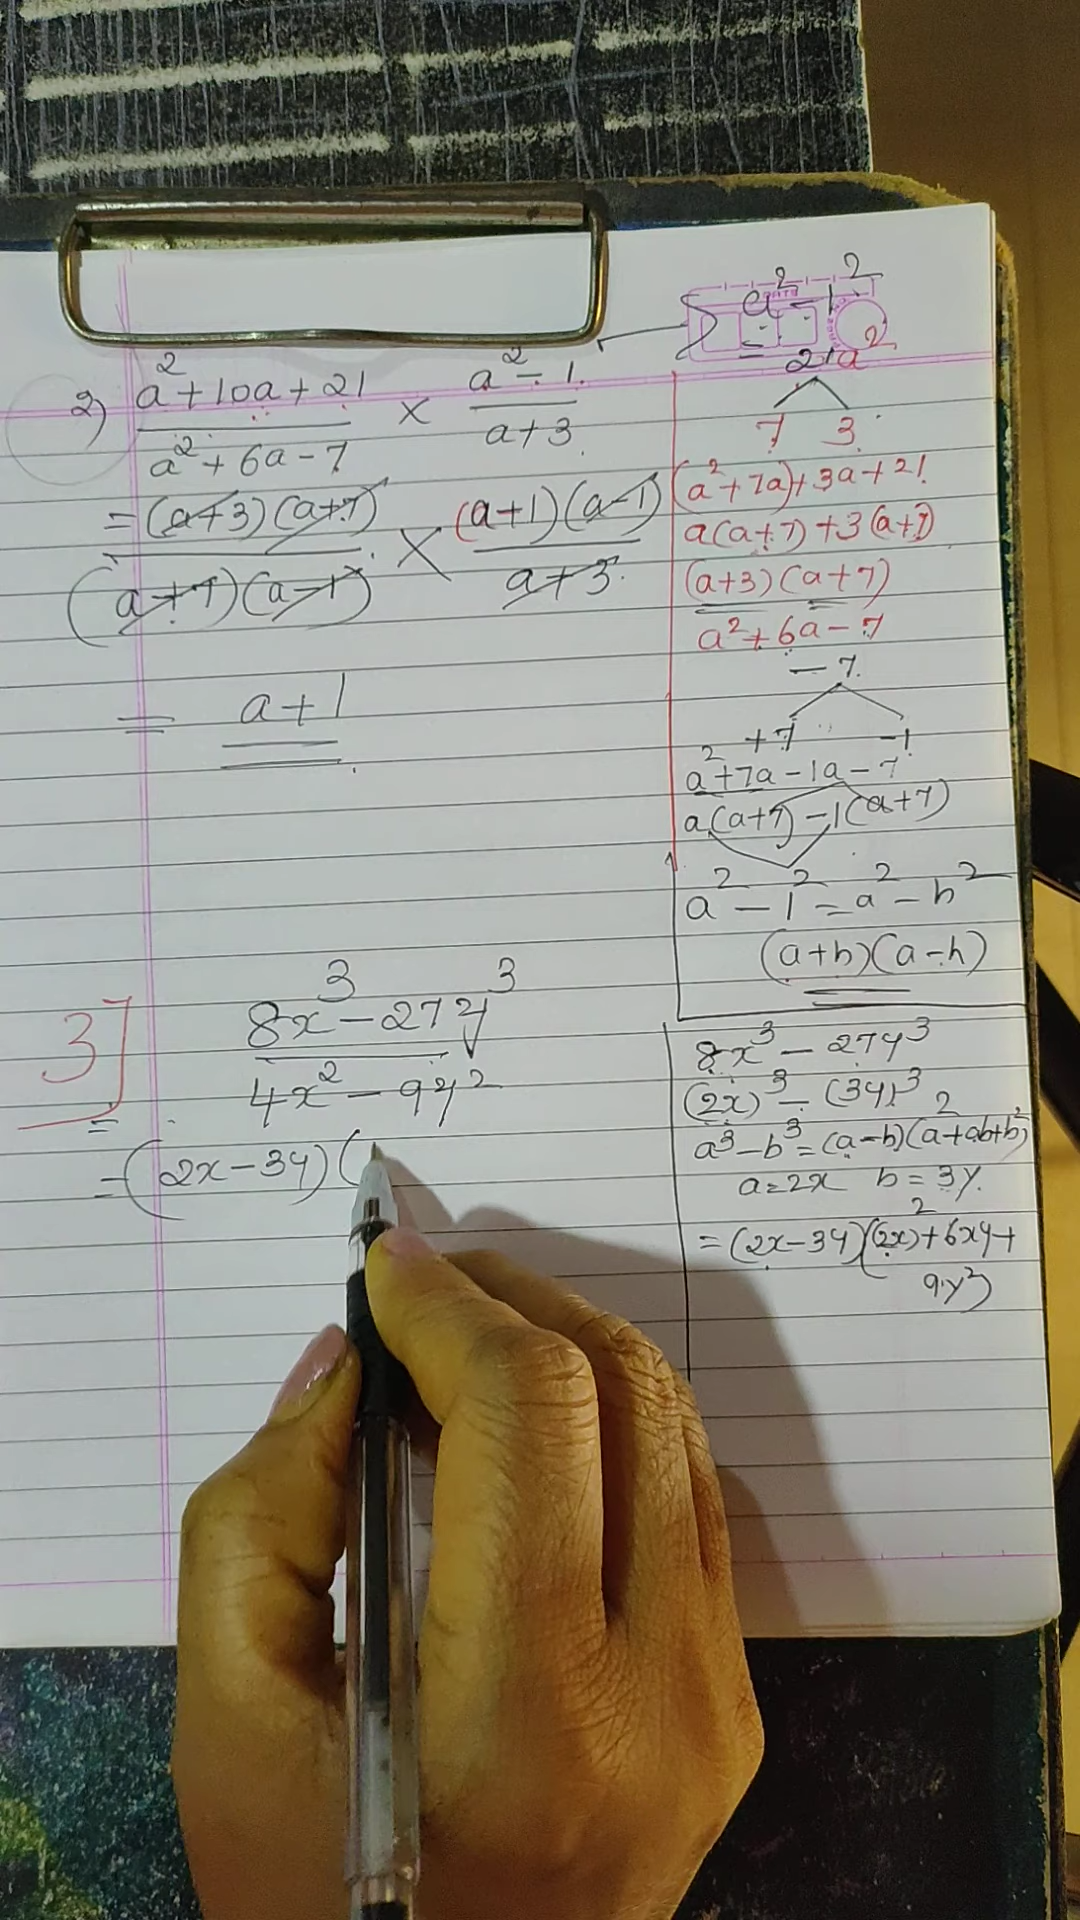 2) a²+10a+21 / a²+6a-7 × a²-1 / a+3
= (a+3)(a+7) / (a+7)(a-1) × (a+1)(a-1) / a+3
= a+1
a²-1²
21a²
7 3
(a²+7a)+3a+21
a(a+7)+3(a+7)
(a+3)(a+7)
a²+6a-7
-7
+7 -1
a²+7a-1a-7
a(a+7)-1(a+7)
a²-1²=a²-b²
(a+b)(a-b)
3] 8x³-27y³ / 4x²-9y²
=
=(2x-3y)(
8x³-27y³
(2x)³-(3y)³
a³-b³=(a-b)(a²+ab+b²)
a=2x b=3y
=(2x-3y)((2x)²+6xy+
9y²)